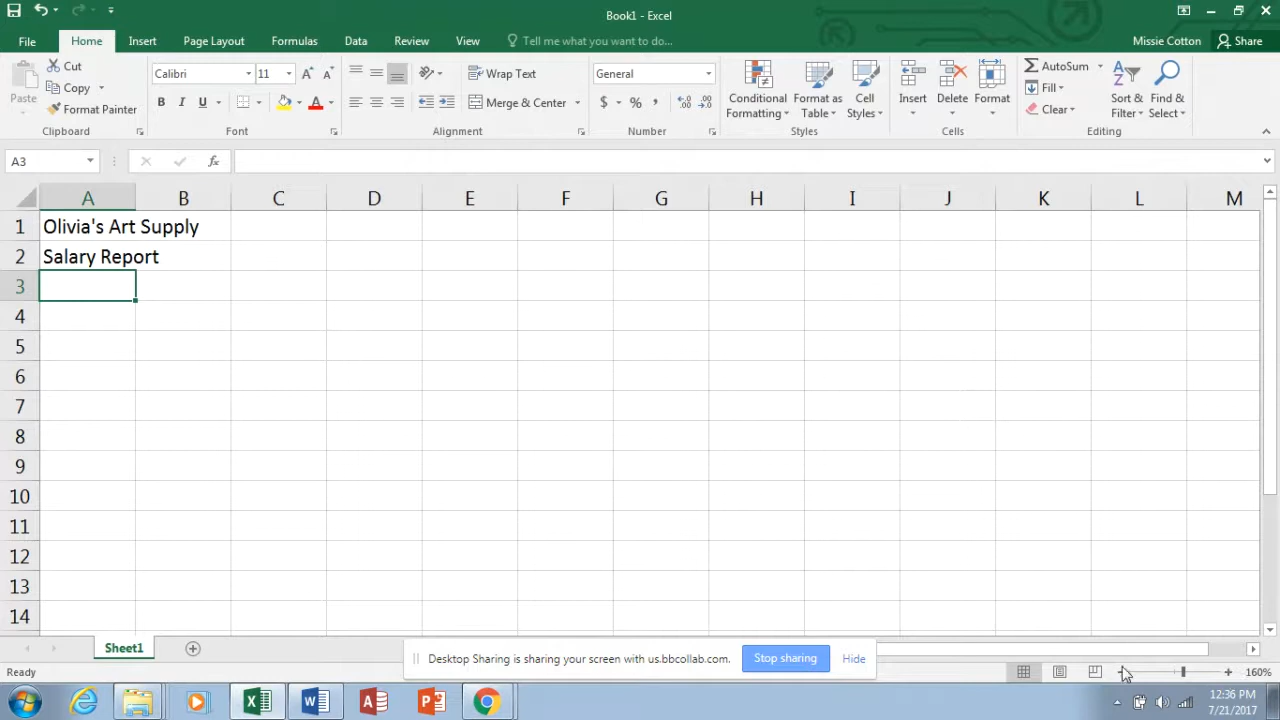 Book1 - Excel
File Home Insert Page Layout Formulas Data Review View Tell me what you want to do... Missie Cotton Share
Paste Cut Copy Format Painter Clipboard
Calibri 11 B I U A Font
Wrap Text Merge & Center Alignment
General $ % , Number
Conditional Formatting Format as Table Cell Styles Styles
Insert Delete Format Cells
AutoSum Fill Clear Sort & Filter Find & Select Editing
A3 fx
A B C D E F G H I J K L M
1 Olivia's Art Supply
2 Salary Report
3
4
5
6
7
8
9
10
11
12
13
14
Sheet1
Desktop Sharing is sharing your screen with us.bbcollab.com. Stop sharing Hide
Ready 160%
12:36 PM
7/21/2017